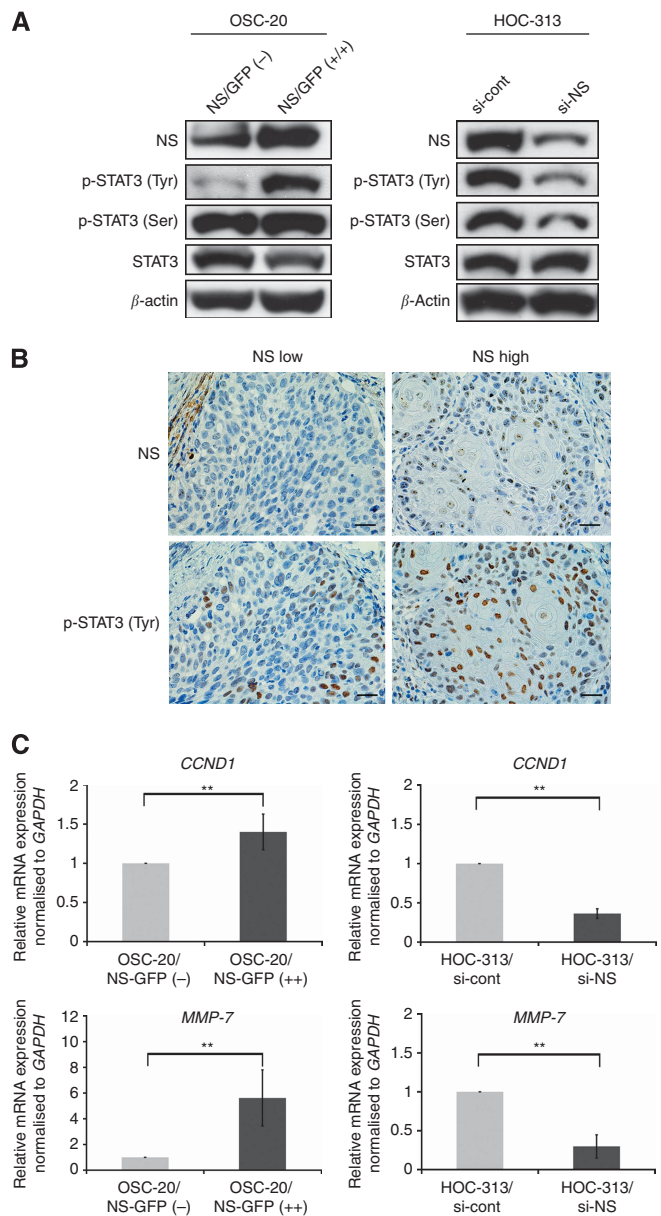 A
OSC-20
HOC-313
NS/GFP (–)
NS/GFP (+/+)
si-cont
si-NS
NS
p-STAT3 (Tyr)
p-STAT3 (Ser)
STAT3
β-actin
NS
p-STAT3 (Tyr)
p-STAT3 (Ser)
STAT3
β-Actin
B
NS low
NS high
NS
p-STAT3 (Tyr)
C
CCND1
Relative mRNA expression
normalised to GAPDH
2
1.5
1
0.5
0
**
OSC-20/
NS-GFP (–)
OSC-20/
NS-GFP (++)
CCND1
Relative mRNA expression
normalised to GAPDH
2
1.5
1
0.5
0
**
HOC-313/
si-cont
HOC-313/
si-NS
MMP-7
Relative mRNA expression
normalised to GAPDH
12
10
8
6
4
2
0
**
OSC-20/
NS-GFP (–)
OSC-20/
NS-GFP (++)
MMP-7
Relative mRNA expression
normalised to GAPDH
2
1.5
1
0.5
0
**
HOC-313/
si-cont
HOC-313/
si-NS